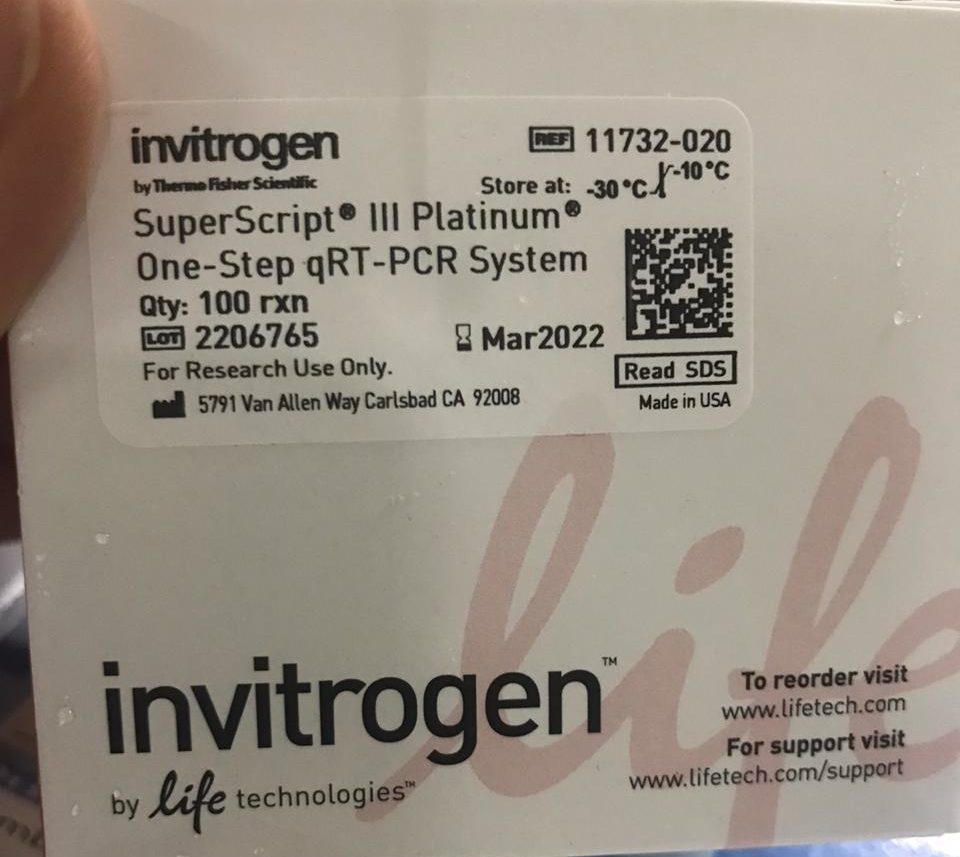 invitrogen
by Thermo Fisher Scientific
REF 11732-020
Store at: -30°C -10°C
SuperScript® III Platinum®
One-Step qRT-PCR System
Qty: 100 rxn
LOT 2206765
Mar2022
For Research Use Only.
Read SDS
5791 Van Allen Way Carlsbad CA 92008
Made in USA
life
invitrogen™
by life technologies™
To reorder visit
www.lifetech.com
For support visit
www.lifetech.com/support